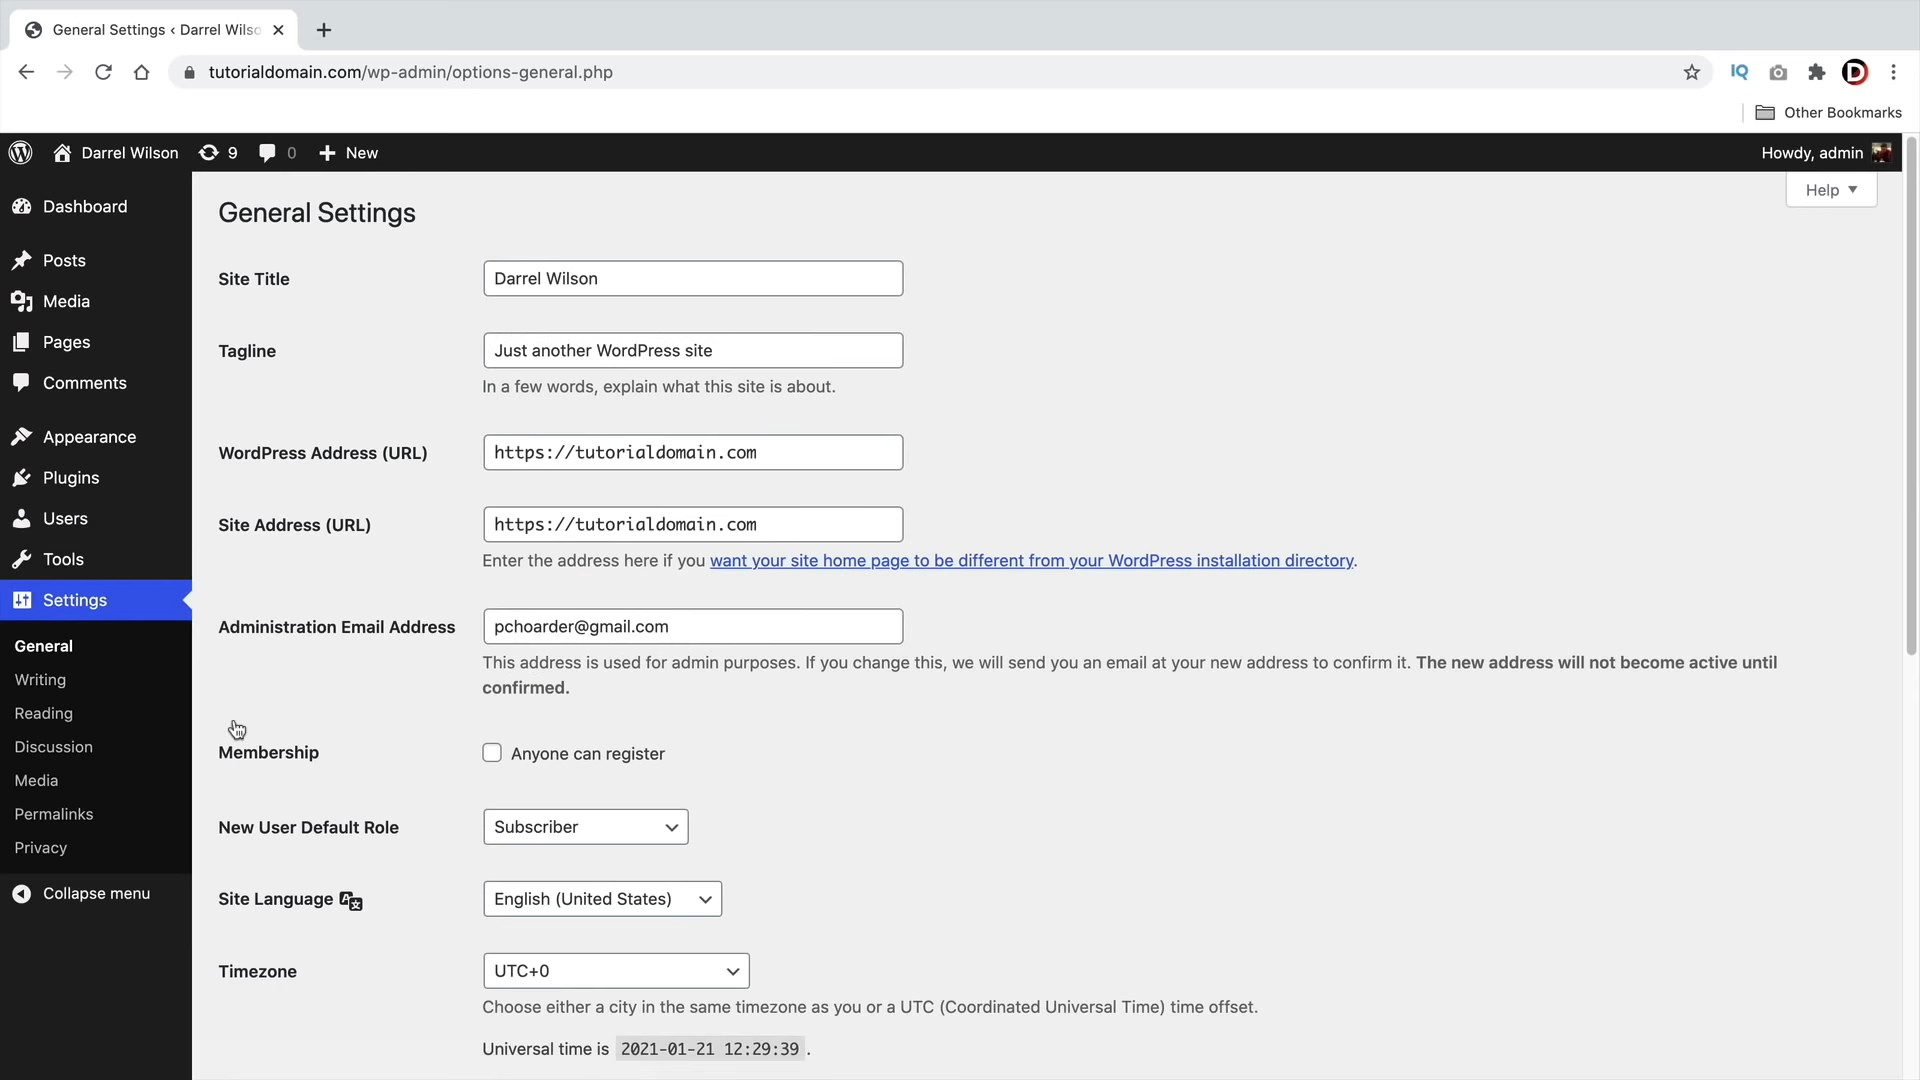 General Settings ‹ Darrel Wilso
tutorialdomain.com/wp-admin/options-general.php
IQ
D
Other Bookmarks
Darrel Wilson 9 0 New
Howdy, admin
Help
Dashboard
Posts
Media
Pages
Comments
Appearance
Plugins
Users
Tools
Settings
General
Writing
Reading
Discussion
Media
Permalinks
Privacy
Collapse menu
General Settings
Site Title
Darrel Wilson
Tagline
Just another WordPress site
In a few words, explain what this site is about.
WordPress Address (URL)
https://tutorialdomain.com
Site Address (URL)
https://tutorialdomain.com
Enter the address here if you want your site home page to be different from your WordPress installation directory.
Administration Email Address
pchoarder@gmail.com
This address is used for admin purposes. If you change this, we will send you an email at your new address to confirm it. The new address will not become active until
confirmed.
Membership
Anyone can register
New User Default Role
Subscriber
Site Language
English (United States)
Timezone
UTC+0
Choose either a city in the same timezone as you or a UTC (Coordinated Universal Time) time offset.
Universal time is 2021-01-21 12:29:39 .